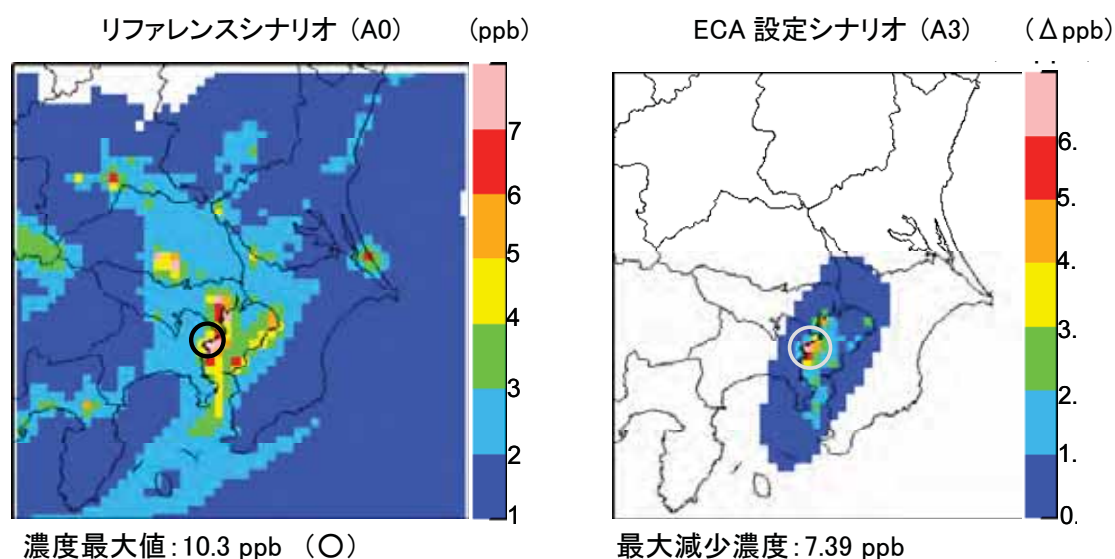 リファレンスシナリオ (A0)
(ppb)
7
6
5
4
3
2
1
濃度最大値:10.3 ppb (○)
ECA 設定シナリオ (A3)
(Δppb)
6.
5.
4.
3.
2.
1.
0.
最大減少濃度:7.39 ppb